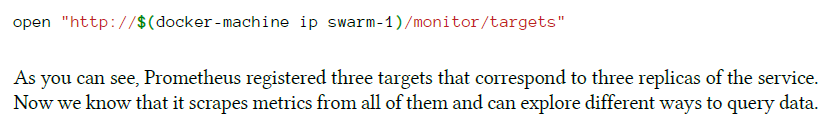 open "http://$(docker-machine ip swarm-1)/monitor/targets"
As you can see, Prometheus registered three targets that correspond to three replicas of the service.
Now we know that it scrapes metrics from all of them and can explore different ways to query data.